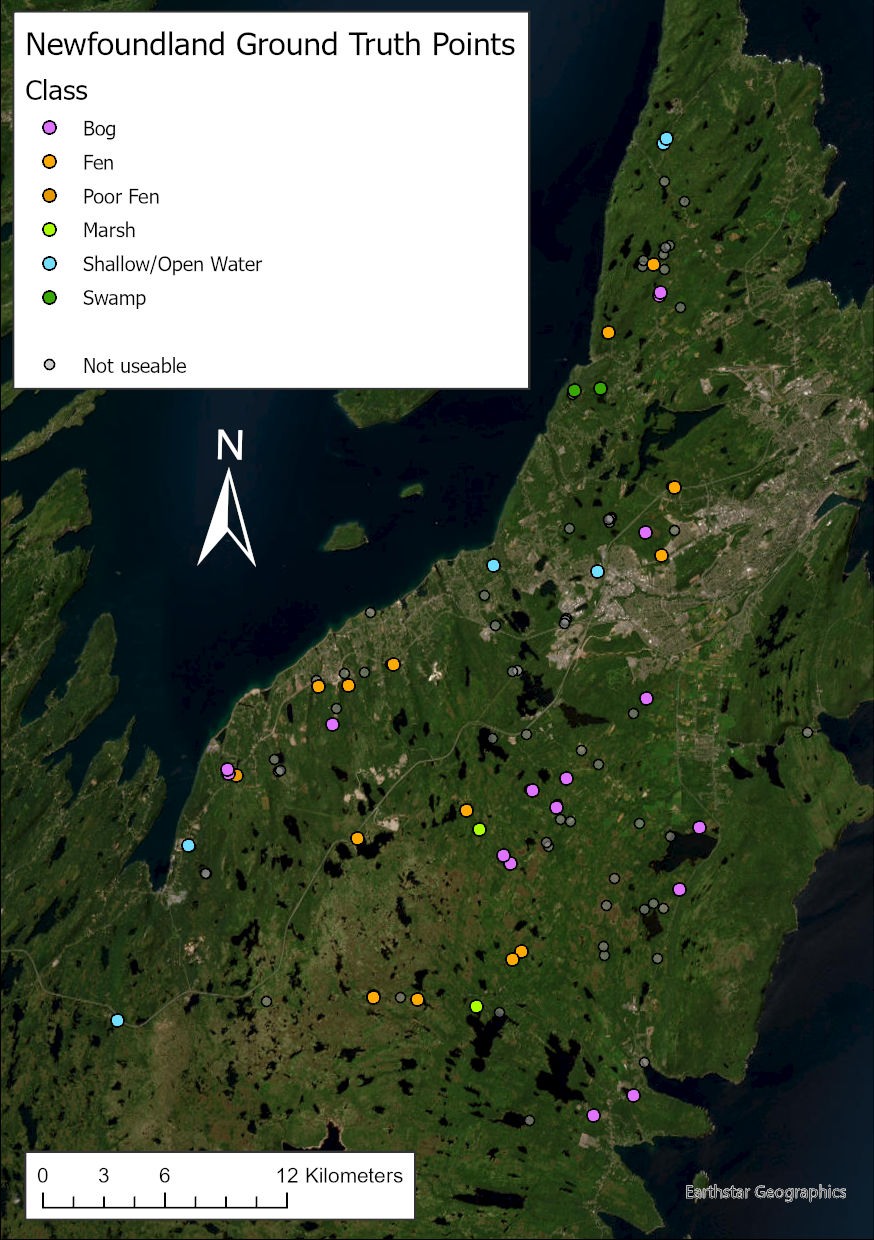 Newfoundland Ground Truth Points
Class
Bog
Fen
Poor Fen
Marsh
Shallow/Open Water
Swamp
Not useable
N
0 3 6 12 Kilometers
Earthstar Geographics